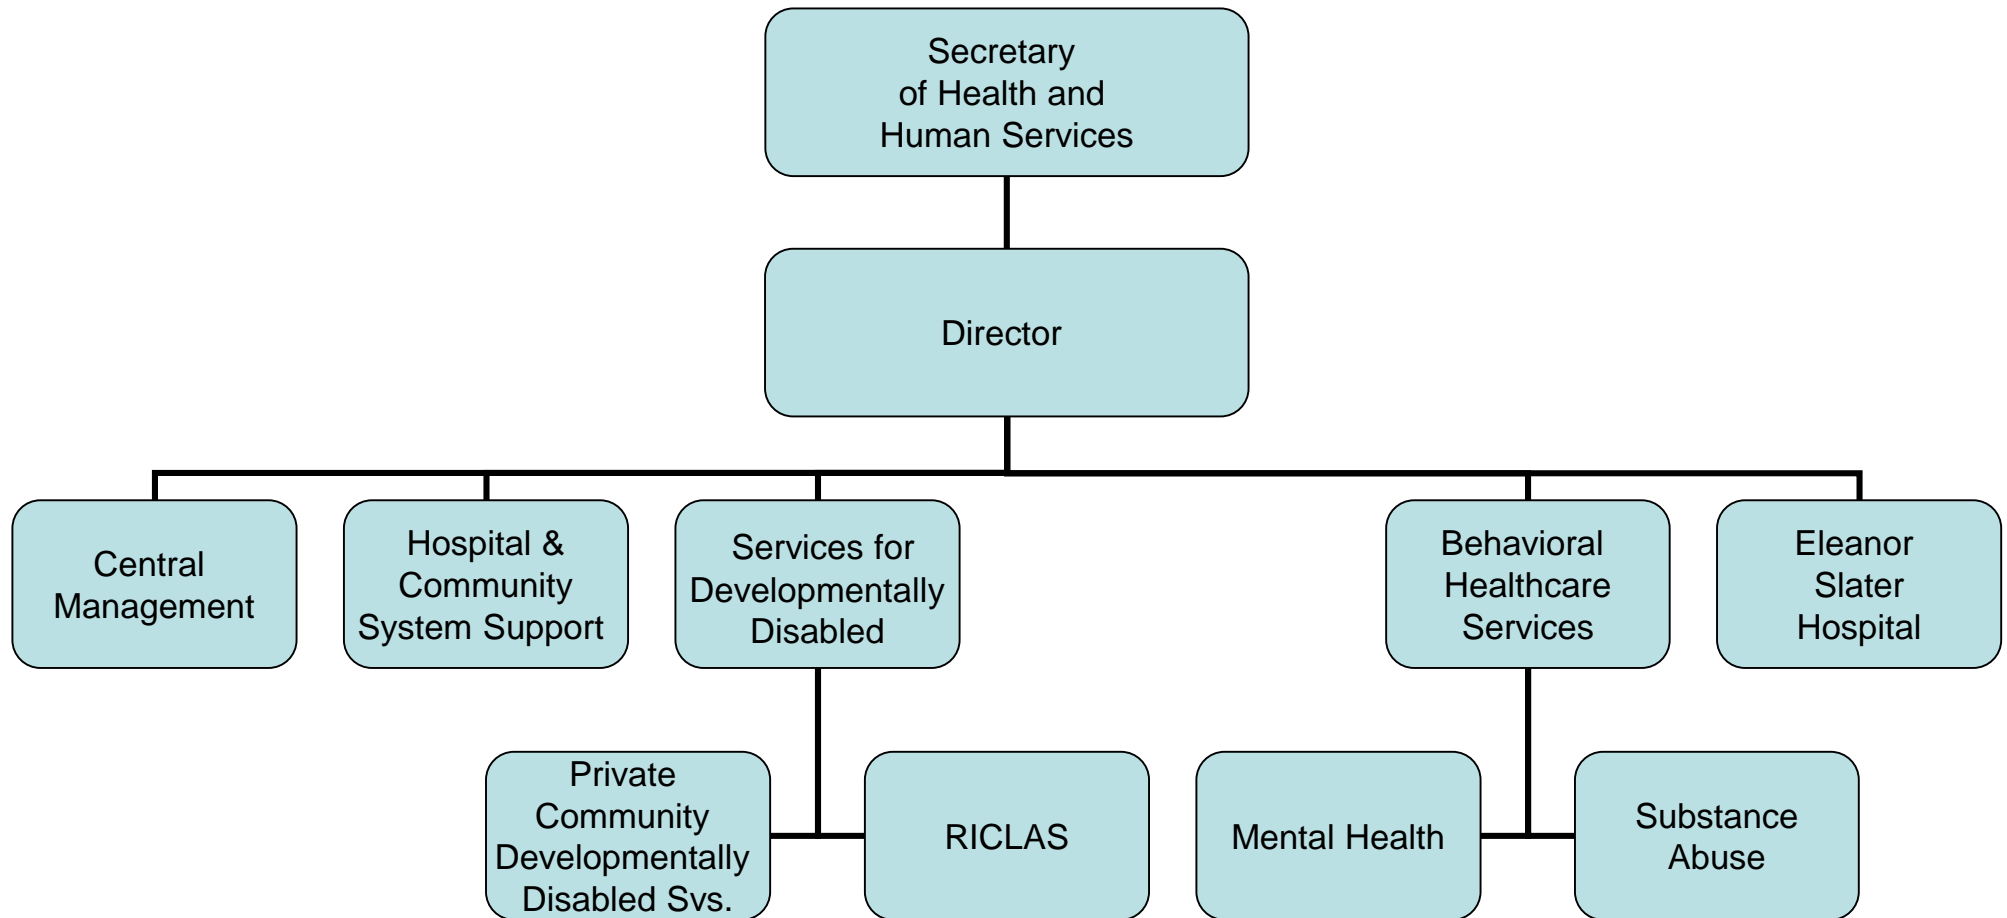 Secretary
of Health and
Human Services
Director
Central
Management
Hospital &
Community
System Support
Services for
Developmentally
Disabled
Behavioral
Healthcare
Services
Eleanor
Slater
Hospital
Private
Community
Developmentally
Disabled Svs.
RICLAS
Mental Health
Substance
Abuse